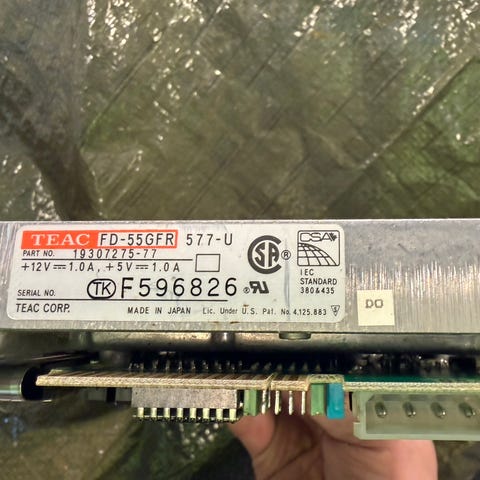 TEAC FD-55GFR 577-U
PART NO. 19307275-77
+12V⎓1.0A, +5V⎓1.0A
SERIAL NO. TK F596826
TEAC CORP. MADE IN JAPAN Lic. Under U.S. Pat. No. 4,125,883
SA
CSA
IEC
STANDARD
380&435
DO